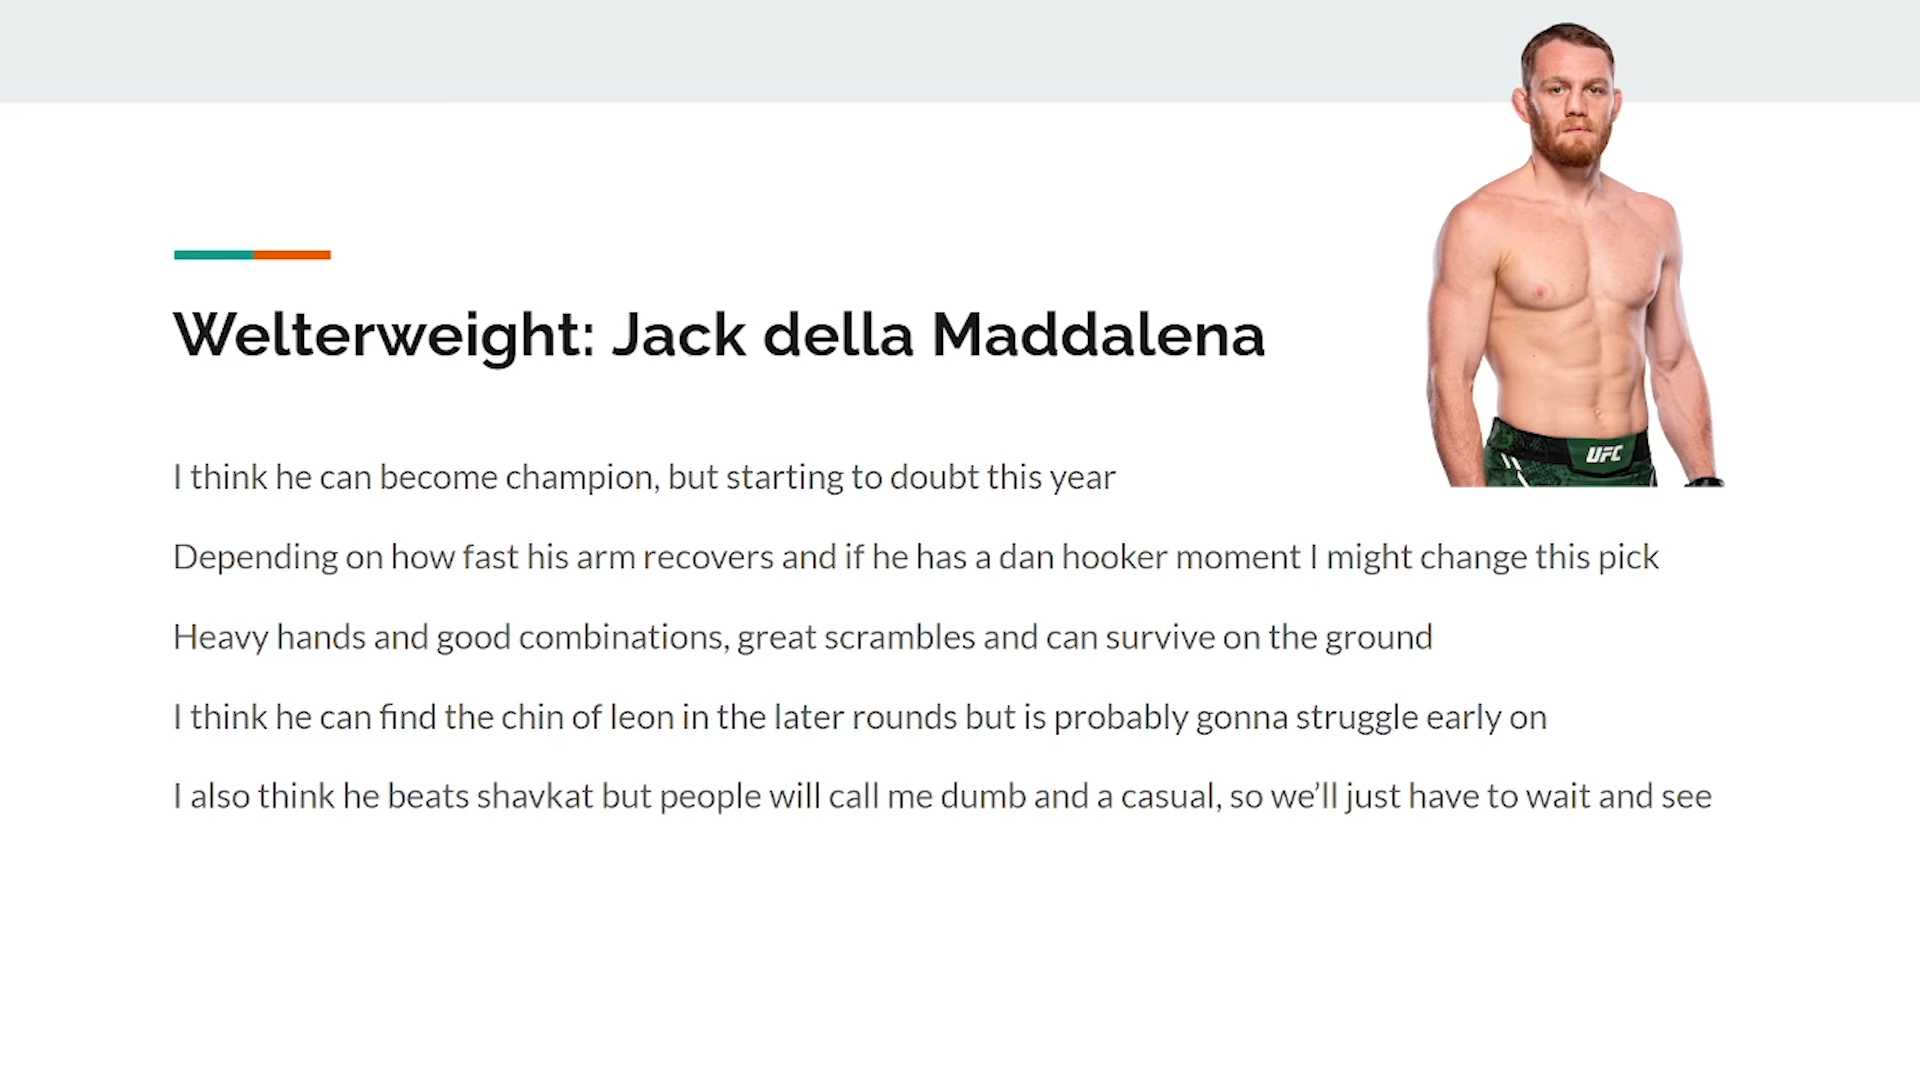 UFC
Welterweight: Jack della Maddalena
I think he can become champion, but starting to doubt this year
Depending on how fast his arm recovers and if he has a dan hooker moment I might change this pick
Heavy hands and good combinations, great scrambles and can survive on the ground
I think he can find the chin of leon in the later rounds but is probably gonna struggle early on
I also think he beats shavkat but people will call me dumb and a casual, so we’ll just have to wait and see